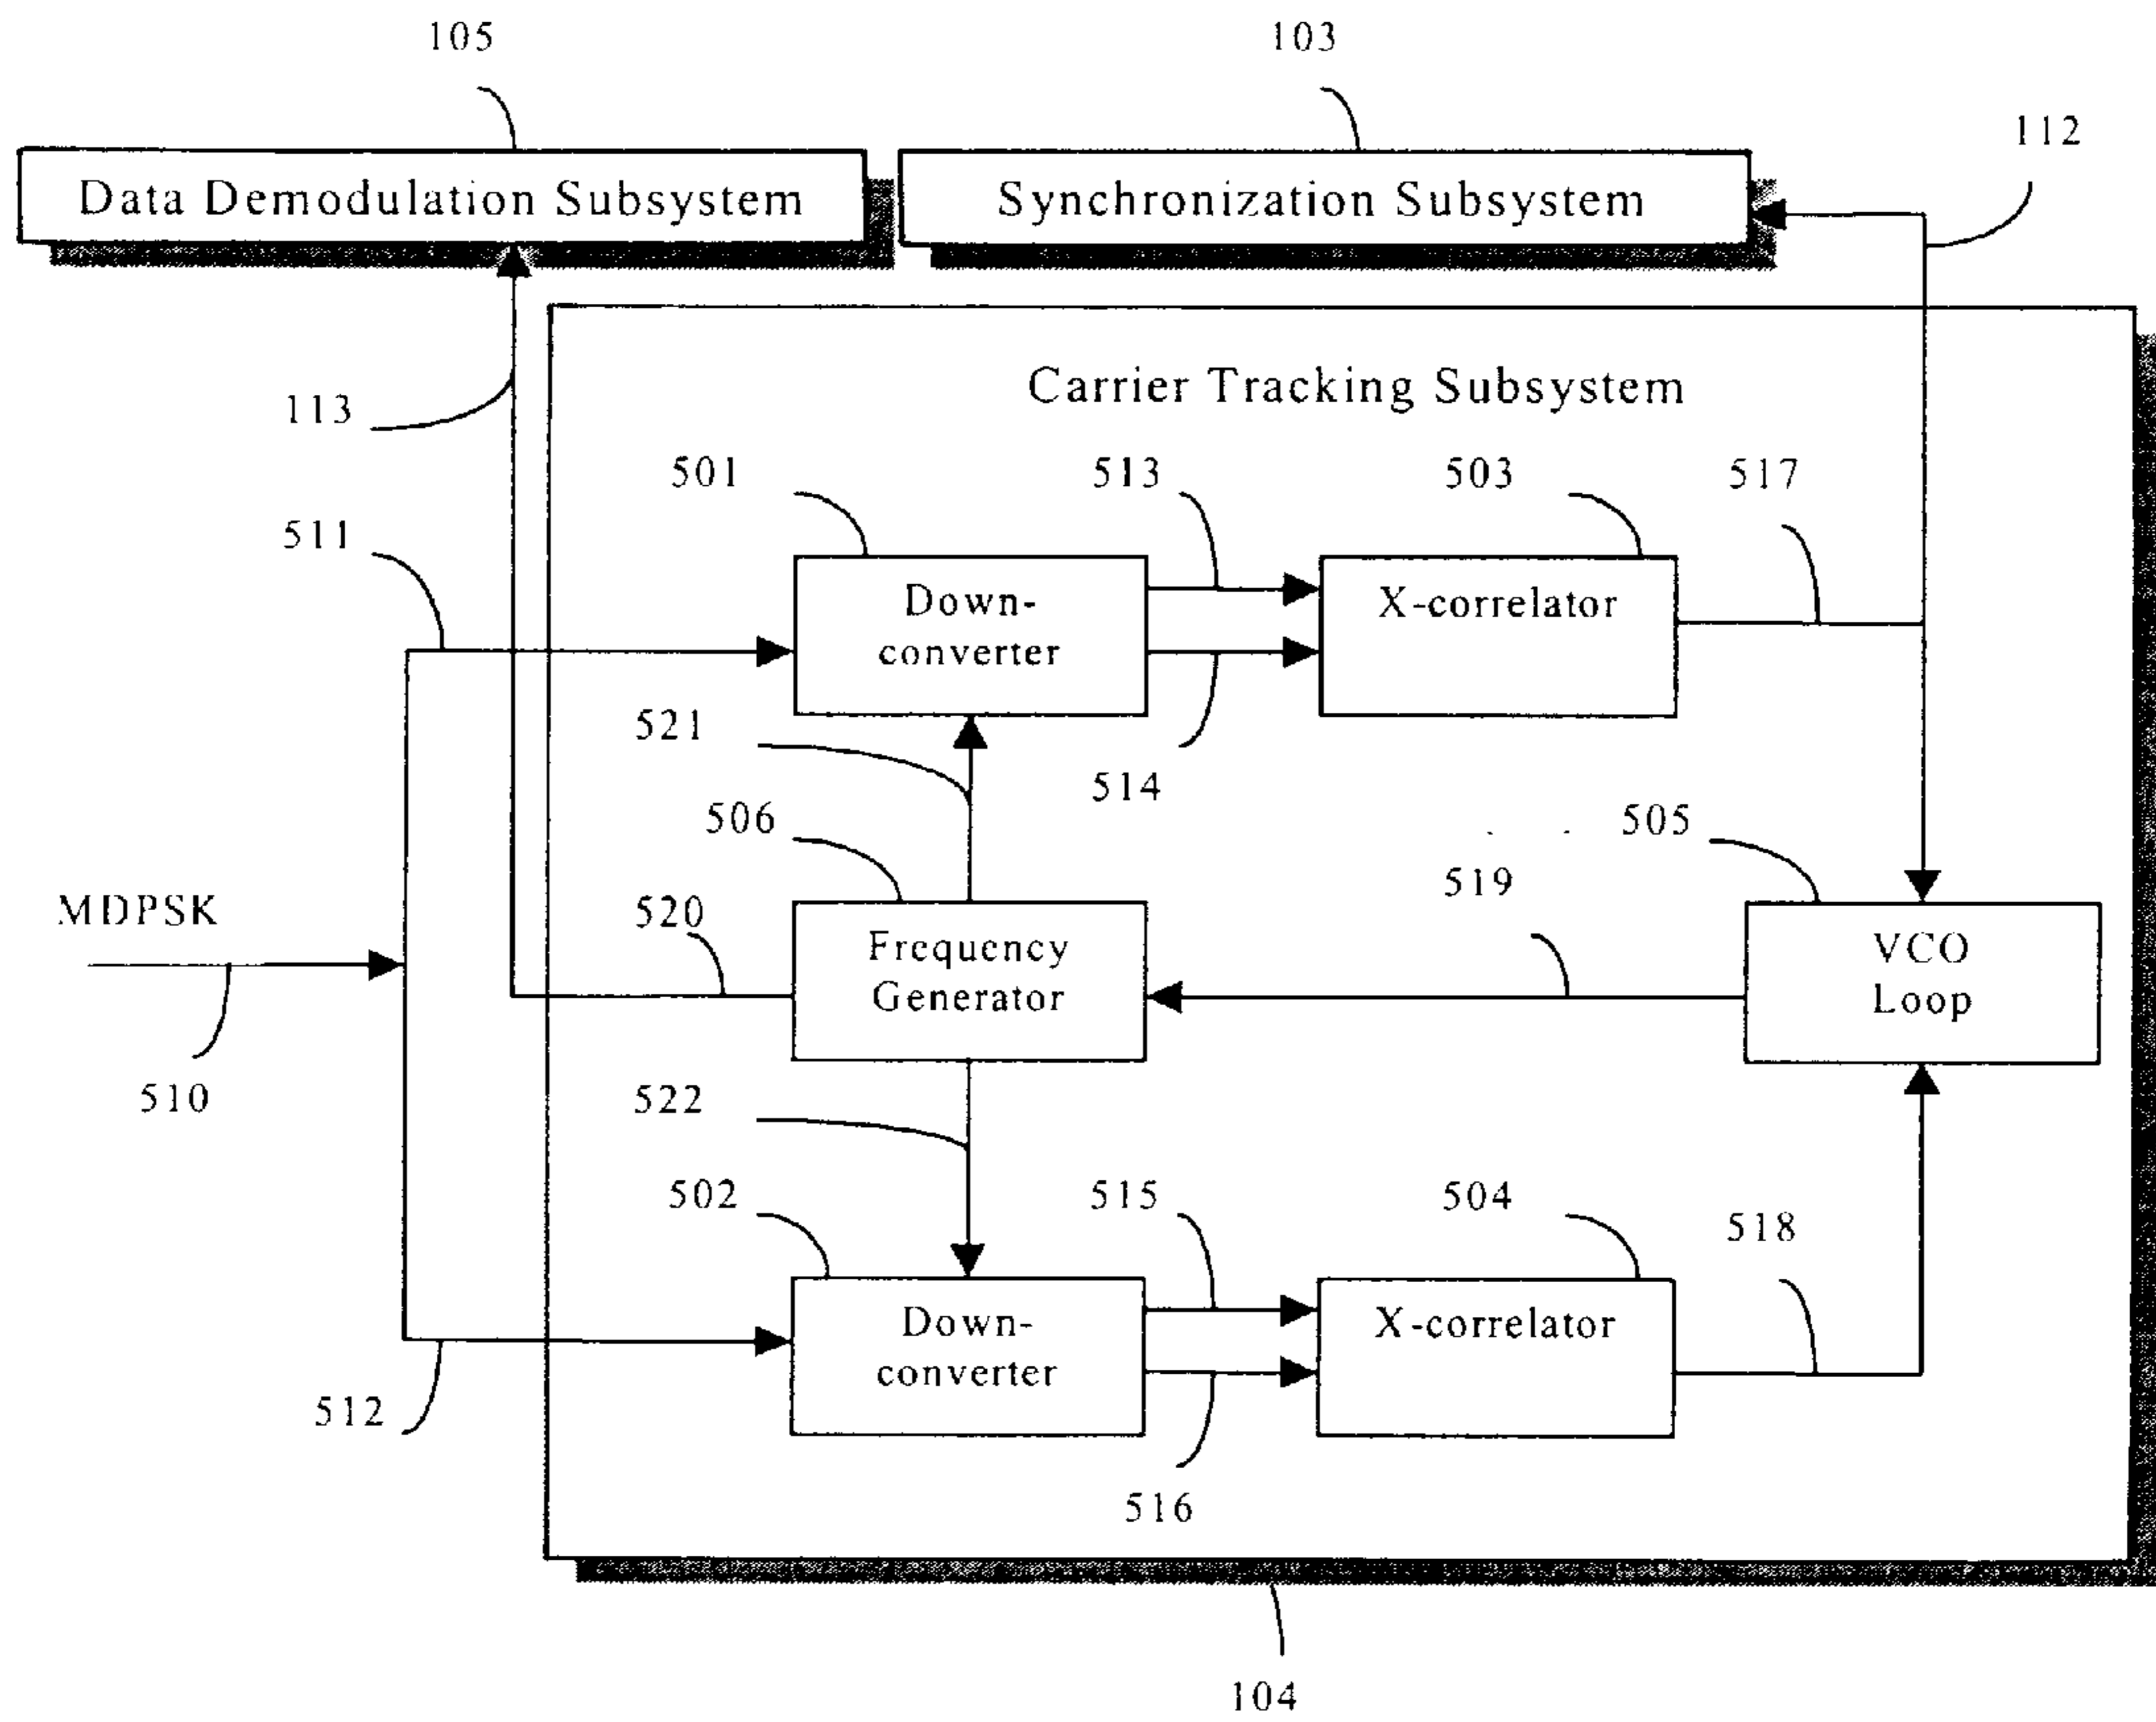 105
103
112
Data Demodulation Subsystem
Synchronization Subsystem
Carrier Tracking Subsystem
113
501
513
503
517
511
Down-
converter
X-correlator
521
514
506
505
519
MDPSK
520
Frequency
Generator
VCO
Loop
510
522
502
515
504
518
Down-
converter
X-correlator
512
516
104